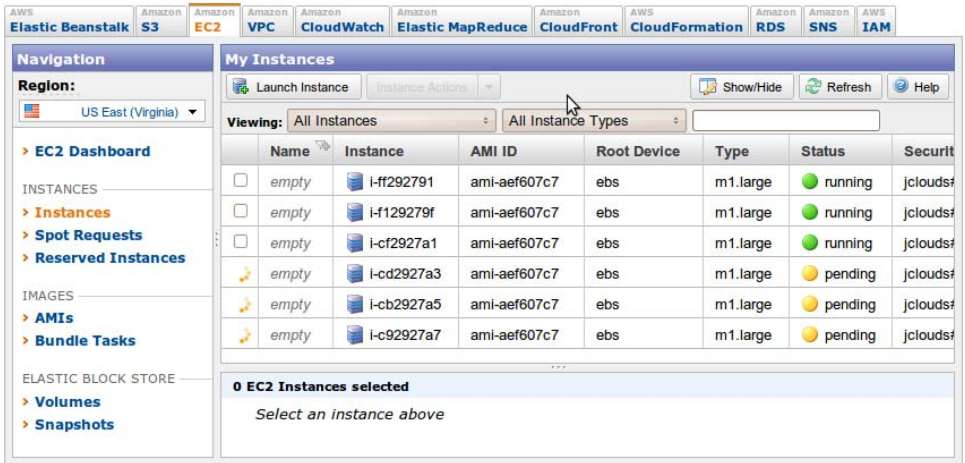 AWS Elastic Beanstalk
Amazon S3
Amazon EC2
Amazon VPC
Amazon CloudWatch
Amazon Elastic MapReduce
Amazon CloudFront
AWS CloudFormation
Amazon RDS
Amazon SNS
AWS IAM
Navigation
Region:
US East (Virginia)
EC2 Dashboard
INSTANCES
Instances
Spot Requests
Reserved Instances
IMAGES
AMIs
Bundle Tasks
ELASTIC BLOCK STORE
Volumes
Snapshots
My Instances
Launch Instance Instance Actions Show/Hide Refresh Help
Viewing: All Instances All Instance Types
Name Instance AMI ID Root Device Type Status Securit
empty i-ff292791 ami-aef607c7 ebs m1.large running jclouds#
empty i-f129279f ami-aef607c7 ebs m1.large running jclouds#
empty i-cf2927a1 ami-aef607c7 ebs m1.large running jclouds#
empty i-cd2927a3 ami-aef607c7 ebs m1.large pending jclouds#
empty i-cb2927a5 ami-aef607c7 ebs m1.large pending jclouds#
empty i-c92927a7 ami-aef607c7 ebs m1.large pending jclouds#
0 EC2 Instances selected
Select an instance above